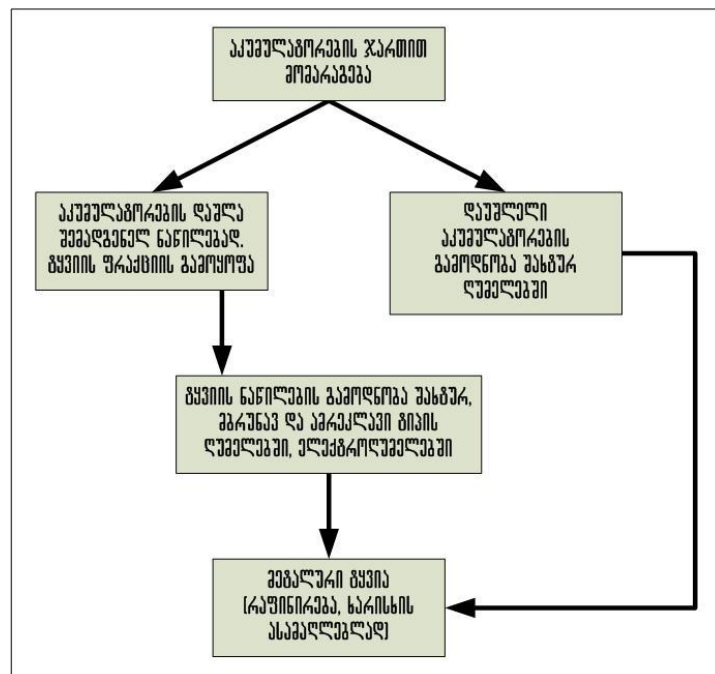 აკუმულატორების ჯართით
მომარაგება
აკუმულატორების დაშლა
შემადგენელ ნაწილებად.
ტყვიის ფრაქციის გამოყოფა
დაუშლელი
აკუმულატორების
გამოდნობა შახტურ
ღუმელებში
ტყვიის ნაწილების გამოდნობა შახტურ,
მბრუნავ და ამრეკლავი ტიპის
ღუმელებში, ელექტროღუმელებში
მეტალური ტყვია
(რაფინირება, ხარისხის
ასამაღლებლად)